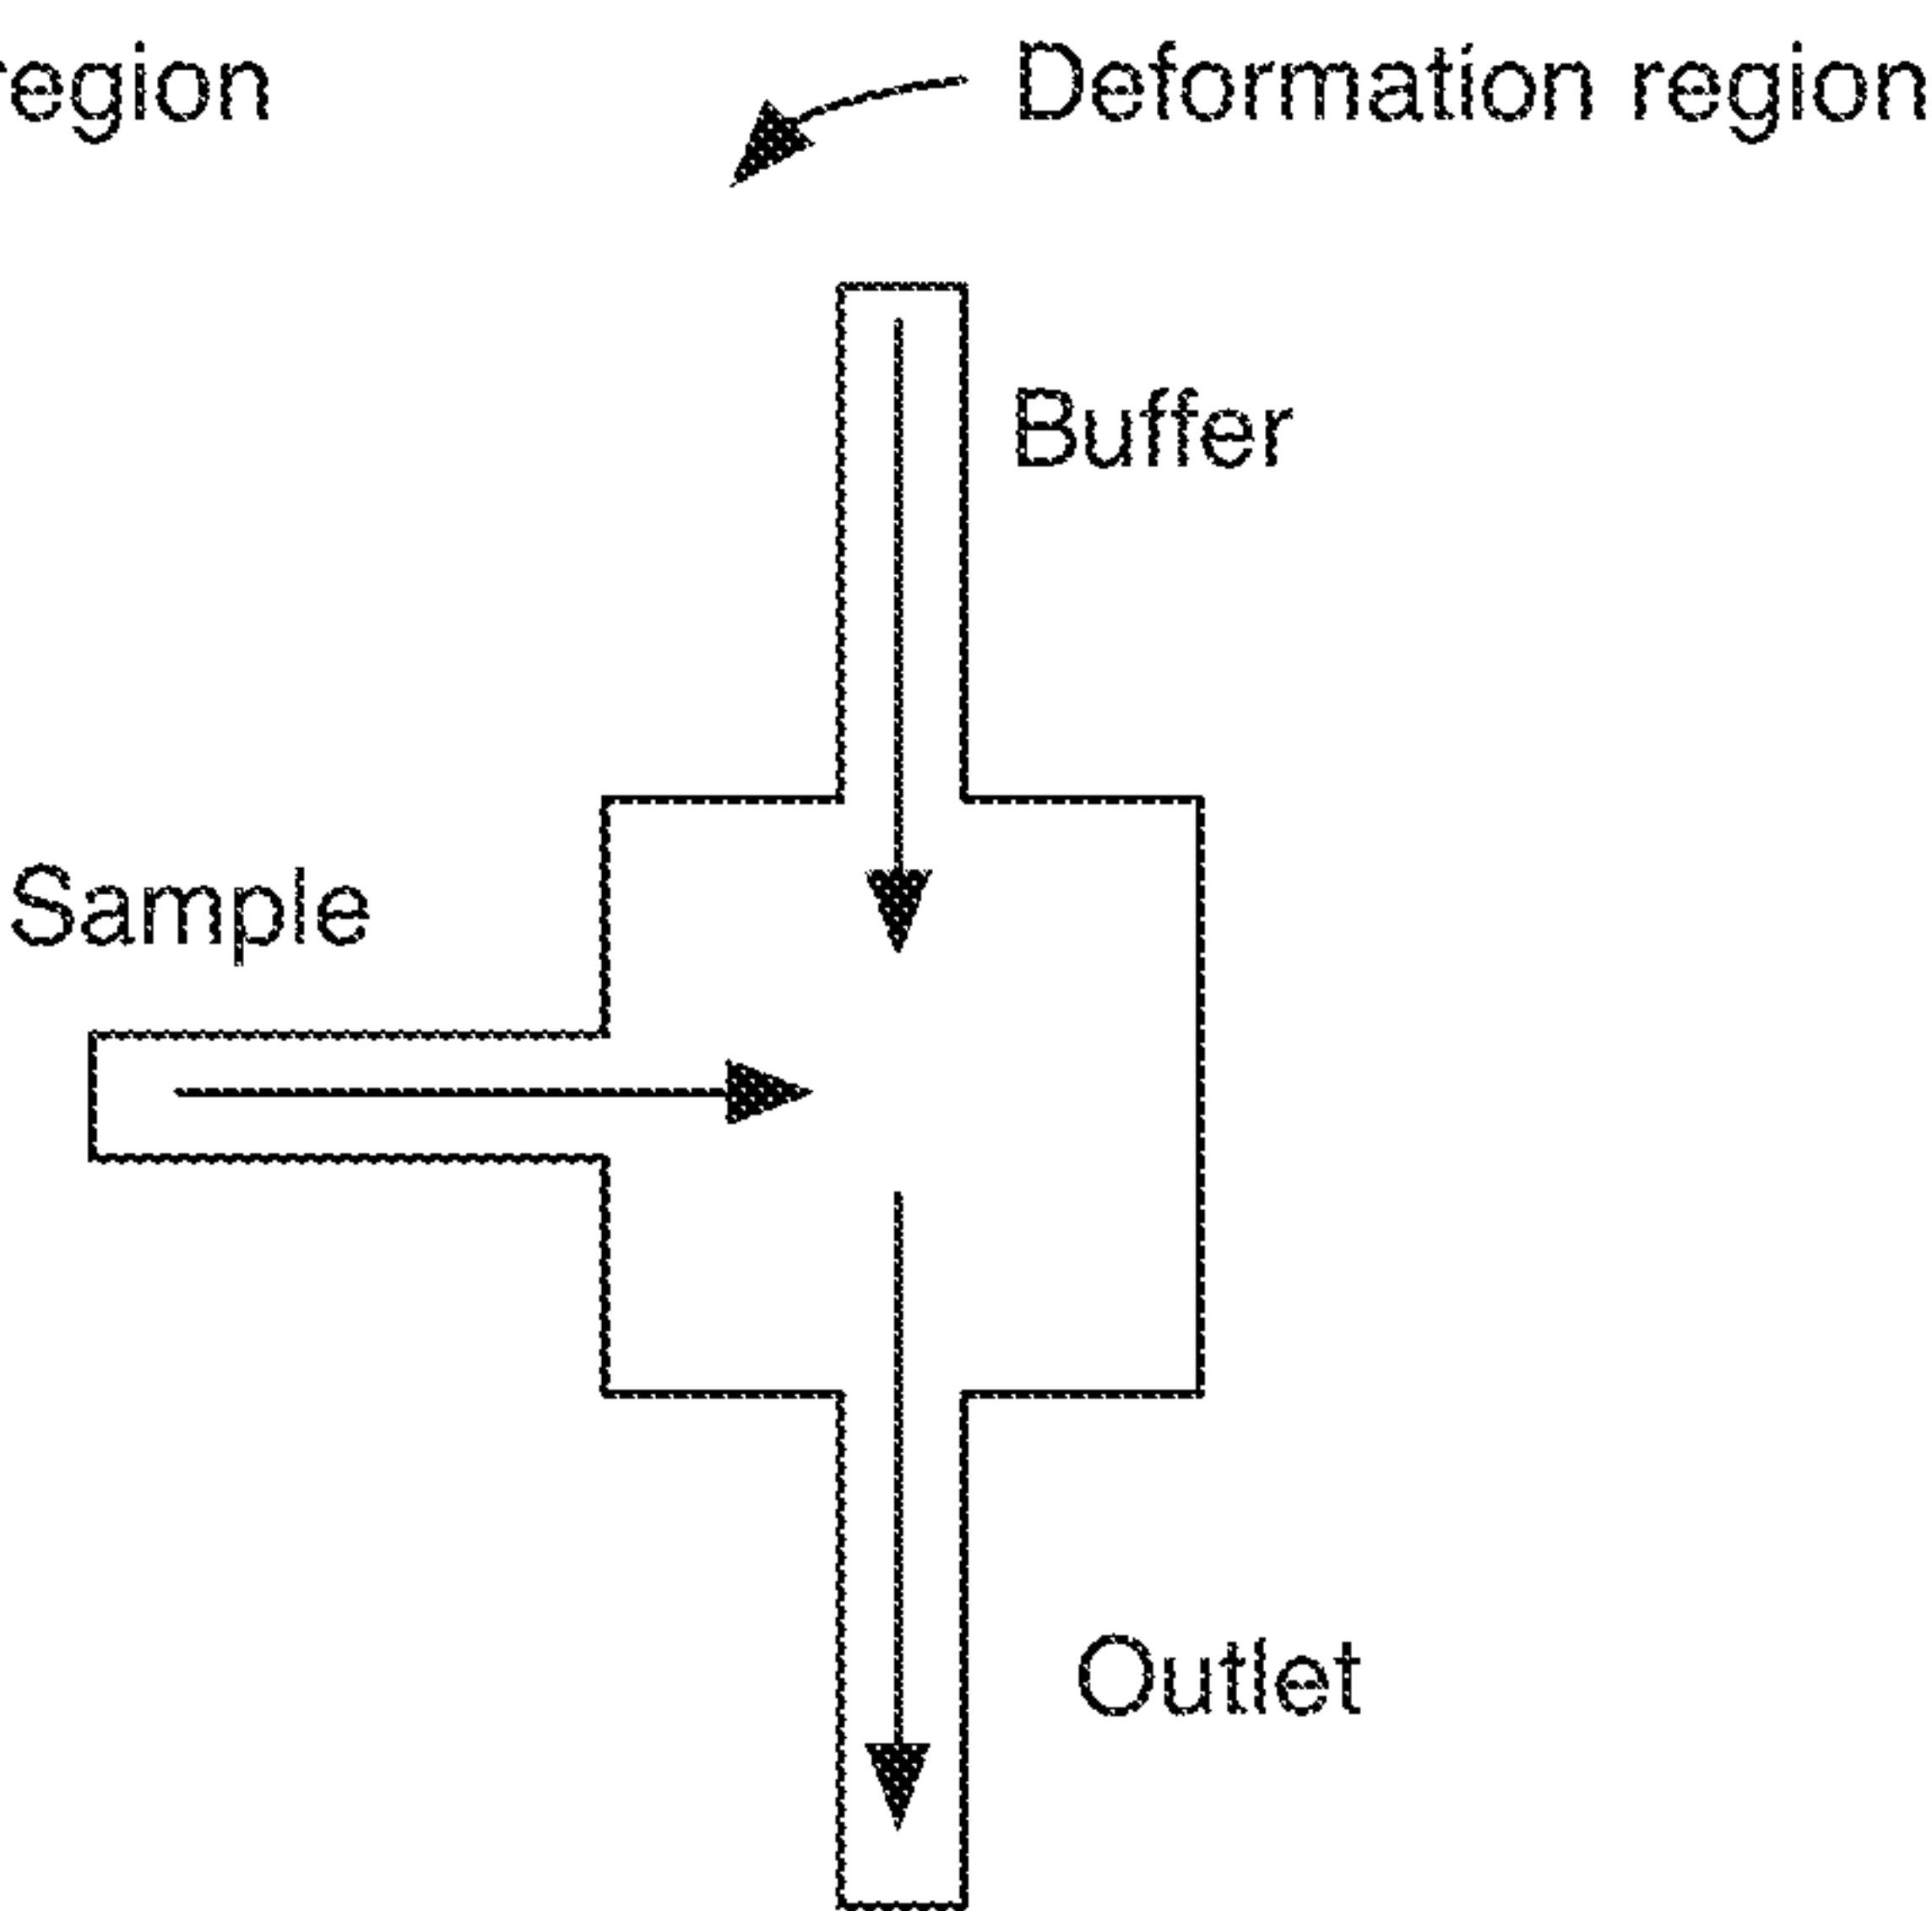 egion Deformation region
Buffer
Sample
Outlet